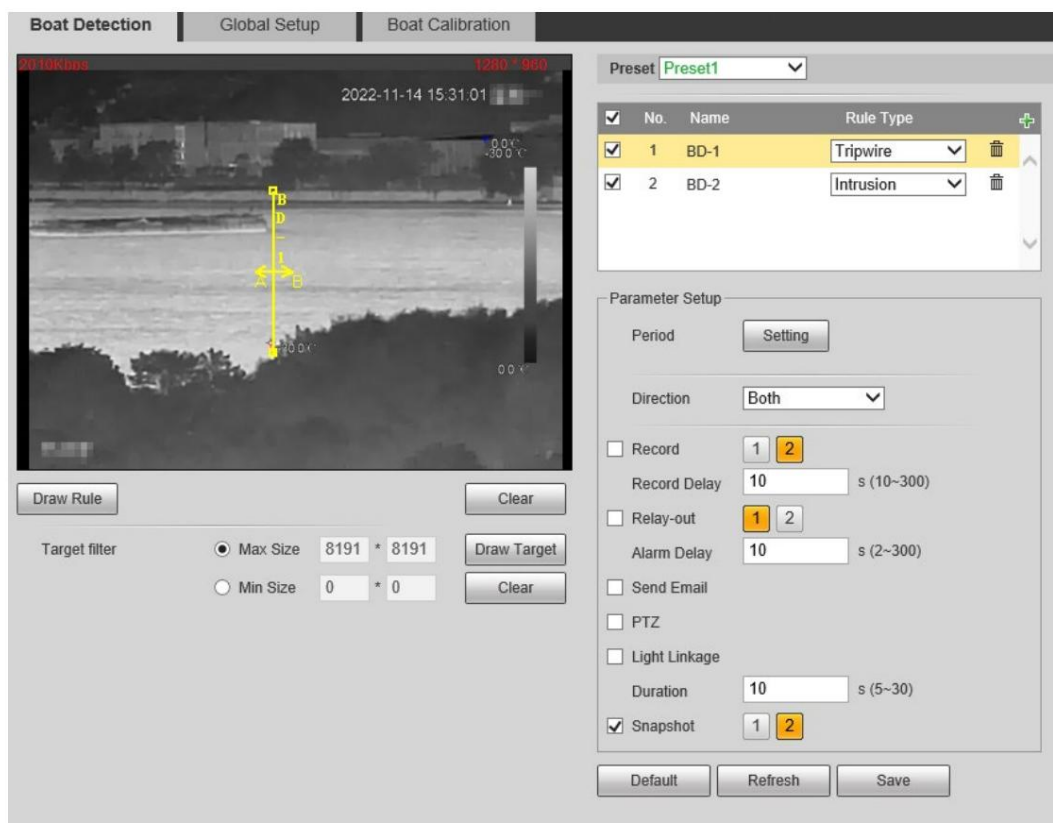 Boat Detection Global Setup Boat Calibration
2010Kbps 1280 * 960
2022-11-14 15:31:01
B
D
-
1
A B
0.0
Draw Rule Clear
Target filter Max Size 8191 * 8191 Draw Target
Min Size 0 * 0 Clear
Preset Preset1
No. Name Rule Type
1 BD-1 Tripwire
2 BD-2 Intrusion
Parameter Setup
Period Setting
Direction Both
Record 1 2
Record Delay 10 s (10~300)
Relay-out 1 2
Alarm Delay 10 s (2~300)
Send Email
PTZ
Light Linkage
Duration 10 s (5~30)
Snapshot 1 2
Default Refresh Save